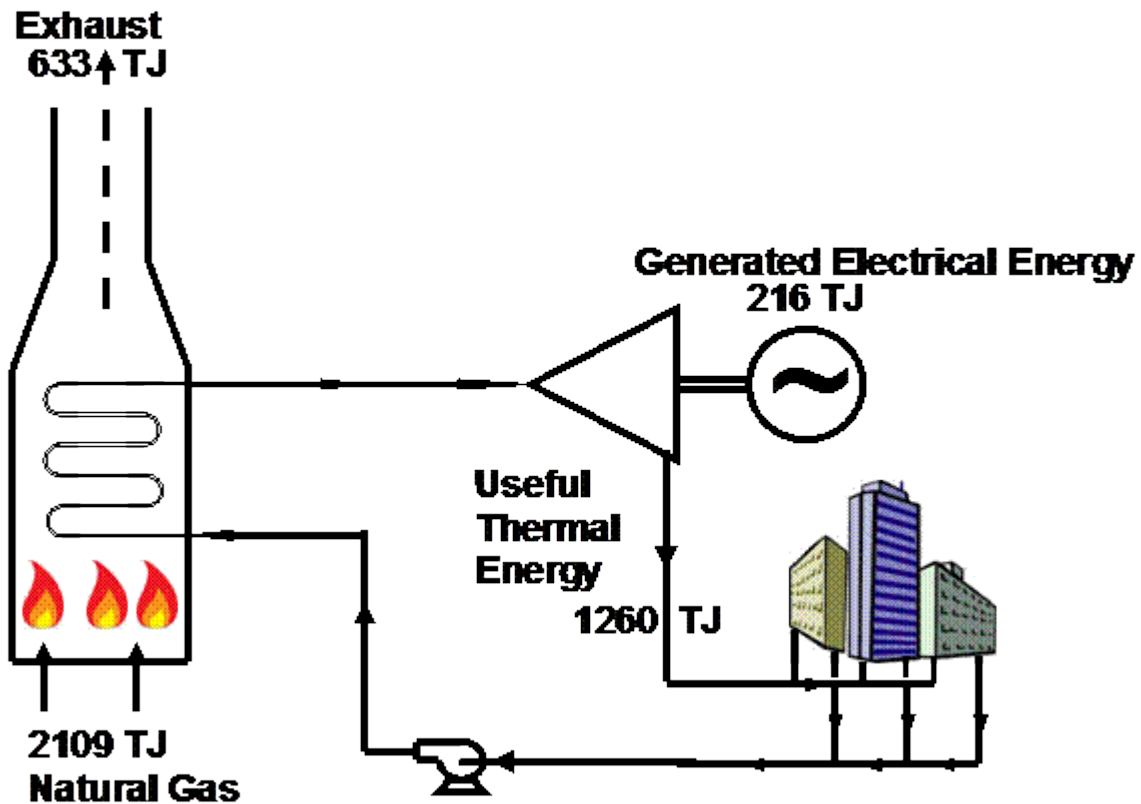 Exhaust
633 TJ
Generated Electrical Energy
216 TJ
Useful
Thermal
Energy
1260 TJ
2109 TJ
Natural Gas